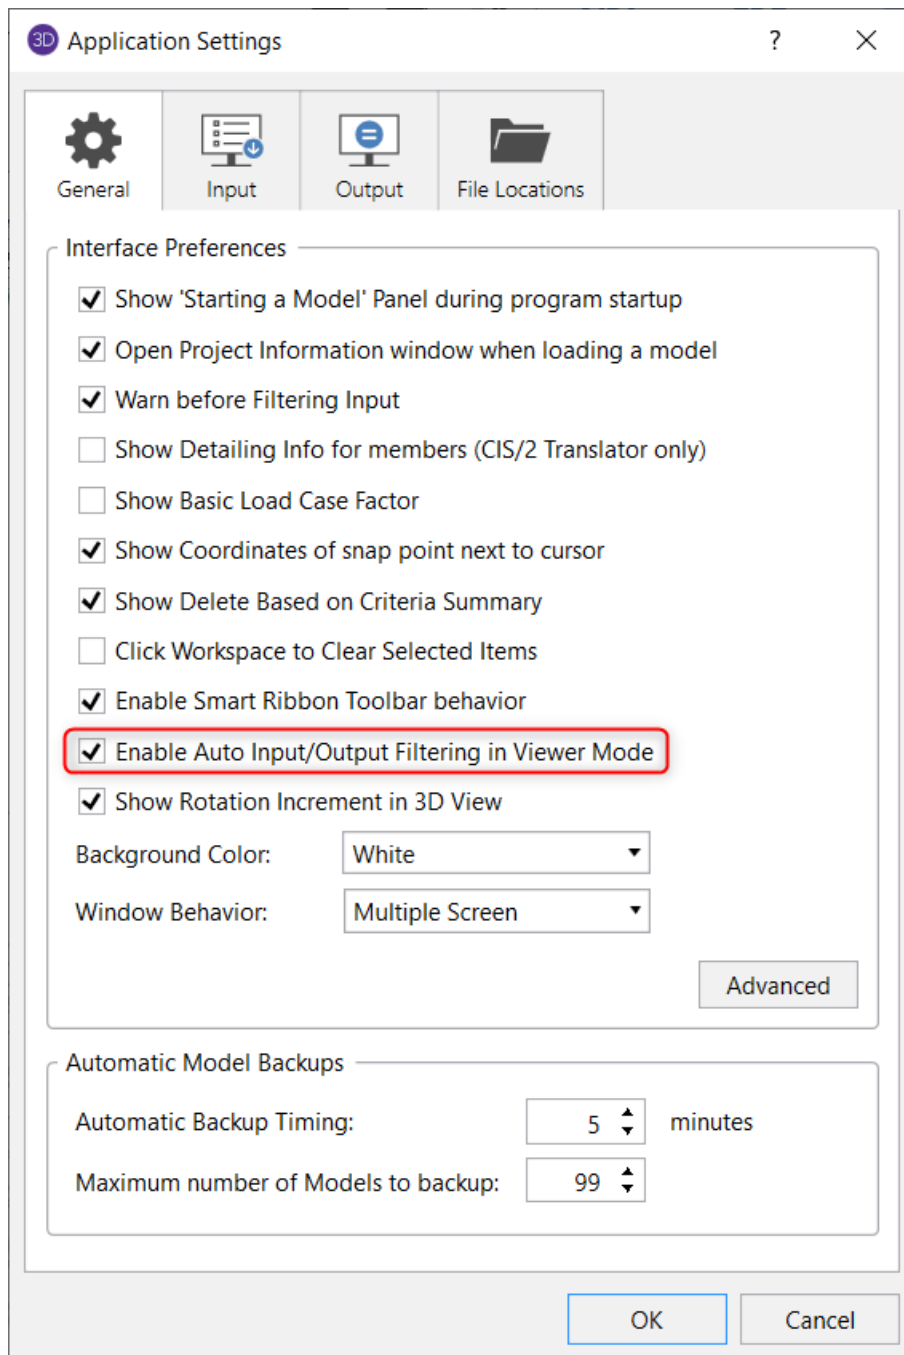 3D Application Settings ?
General Input Output File Locations
Interface Preferences
Show 'Starting a Model' Panel during program startup
Open Project Information window when loading a model
Warn before Filtering Input
Show Detailing Info for members (CIS/2 Translator only)
Show Basic Load Case Factor
Show Coordinates of snap point next to cursor
Show Delete Based on Criteria Summary
Click Workspace to Clear Selected Items
Enable Smart Ribbon Toolbar behavior
Enable Auto Input/Output Filtering in Viewer Mode
Show Rotation Increment in 3D View
Background Color: White
Window Behavior: Multiple Screen
Advanced
Automatic Model Backups
Automatic Backup Timing: 5 minutes
Maximum number of Models to backup: 99
OK Cancel